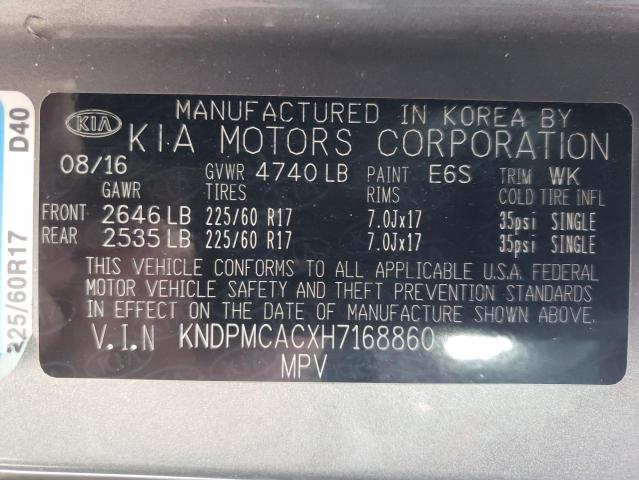 KIA
MANUFACTURED IN KOREA BY
KIA MOTORS CORPORATION
08/16 GVWR 4740 LB PAINT E6S TRIM WK
GAWR TIRES RIMS COLD TIRE INFL
FRONT 2646 LB 225/60 R17 7.0Jx17 35psi SINGLE
REAR 2535 LB 225/60 R17 7.0Jx17 35psi SINGLE
THIS VEHICLE CONFORMS TO ALL APPLICABLE U.S.A. FEDERAL
MOTOR VEHICLE SAFETY AND THEFT PREVENTION STANDARDS
IN EFFECT ON THE DATE OF MANUFACTURE SHOWN ABOVE.
V.I.N KNDPMCACXH7168860
MPV
225/60R17 D40